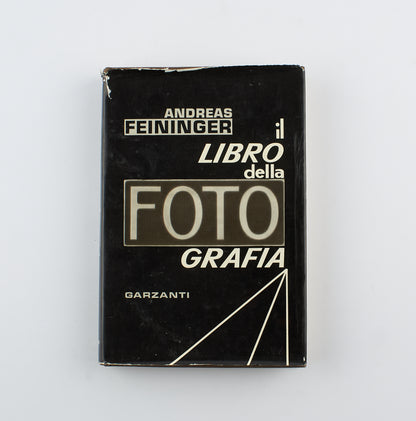 ANDREAS
FEININGER
il
LIBRO
della
FOTO
GRAFIA
GARZANTI